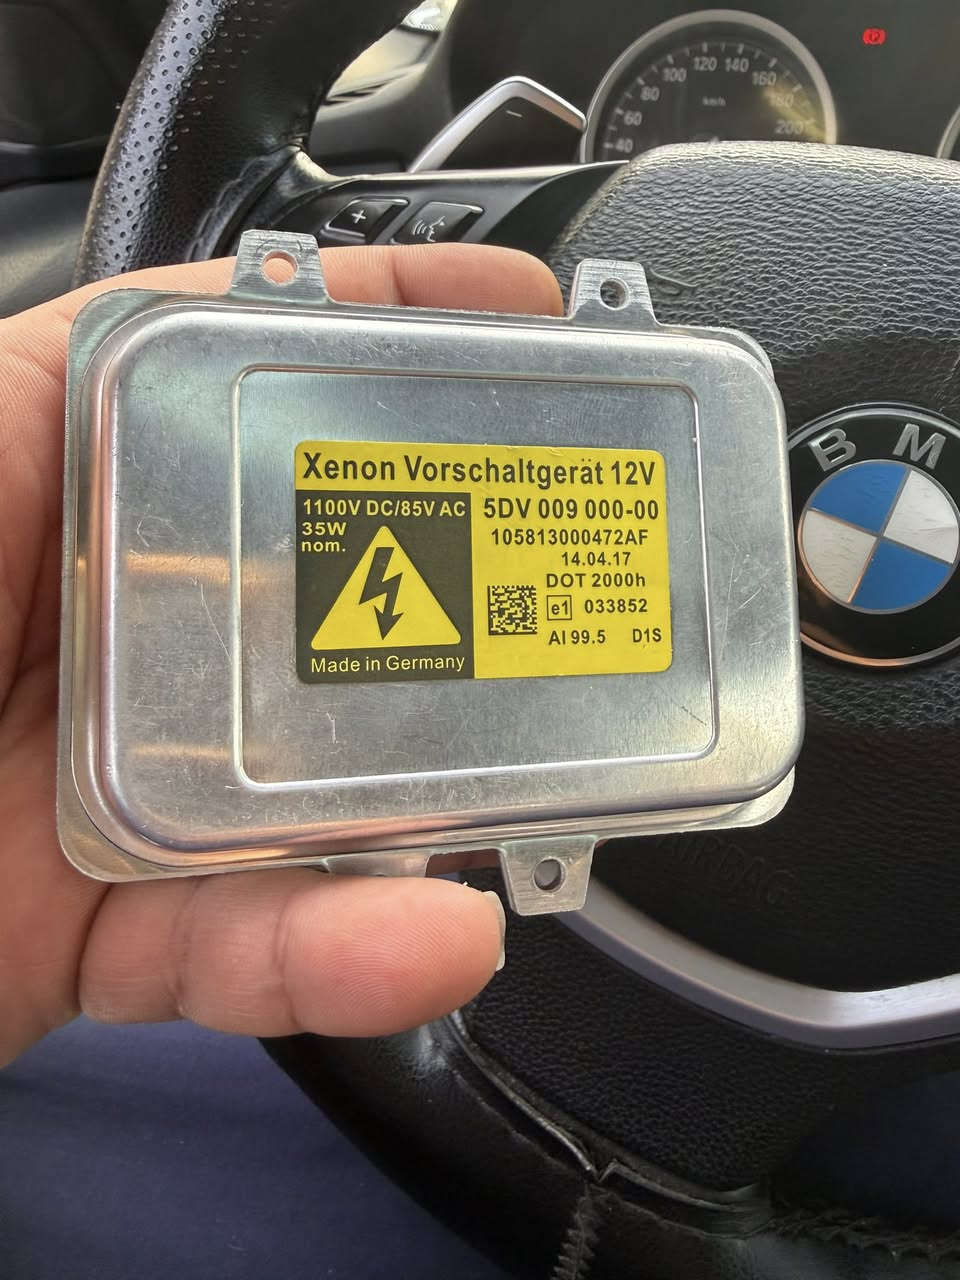 40
60
80
100
120
140
160
180
200
km/h
+
B M
Xenon Vorschaltgerät 12V
1100V DC/85V AC
35W
nom.
Made in Germany
5DV 009 000-00
105813000472AF
14.04.17
DOT 2000h
e1 033852
AI 99.5 D1S
AIRBAG